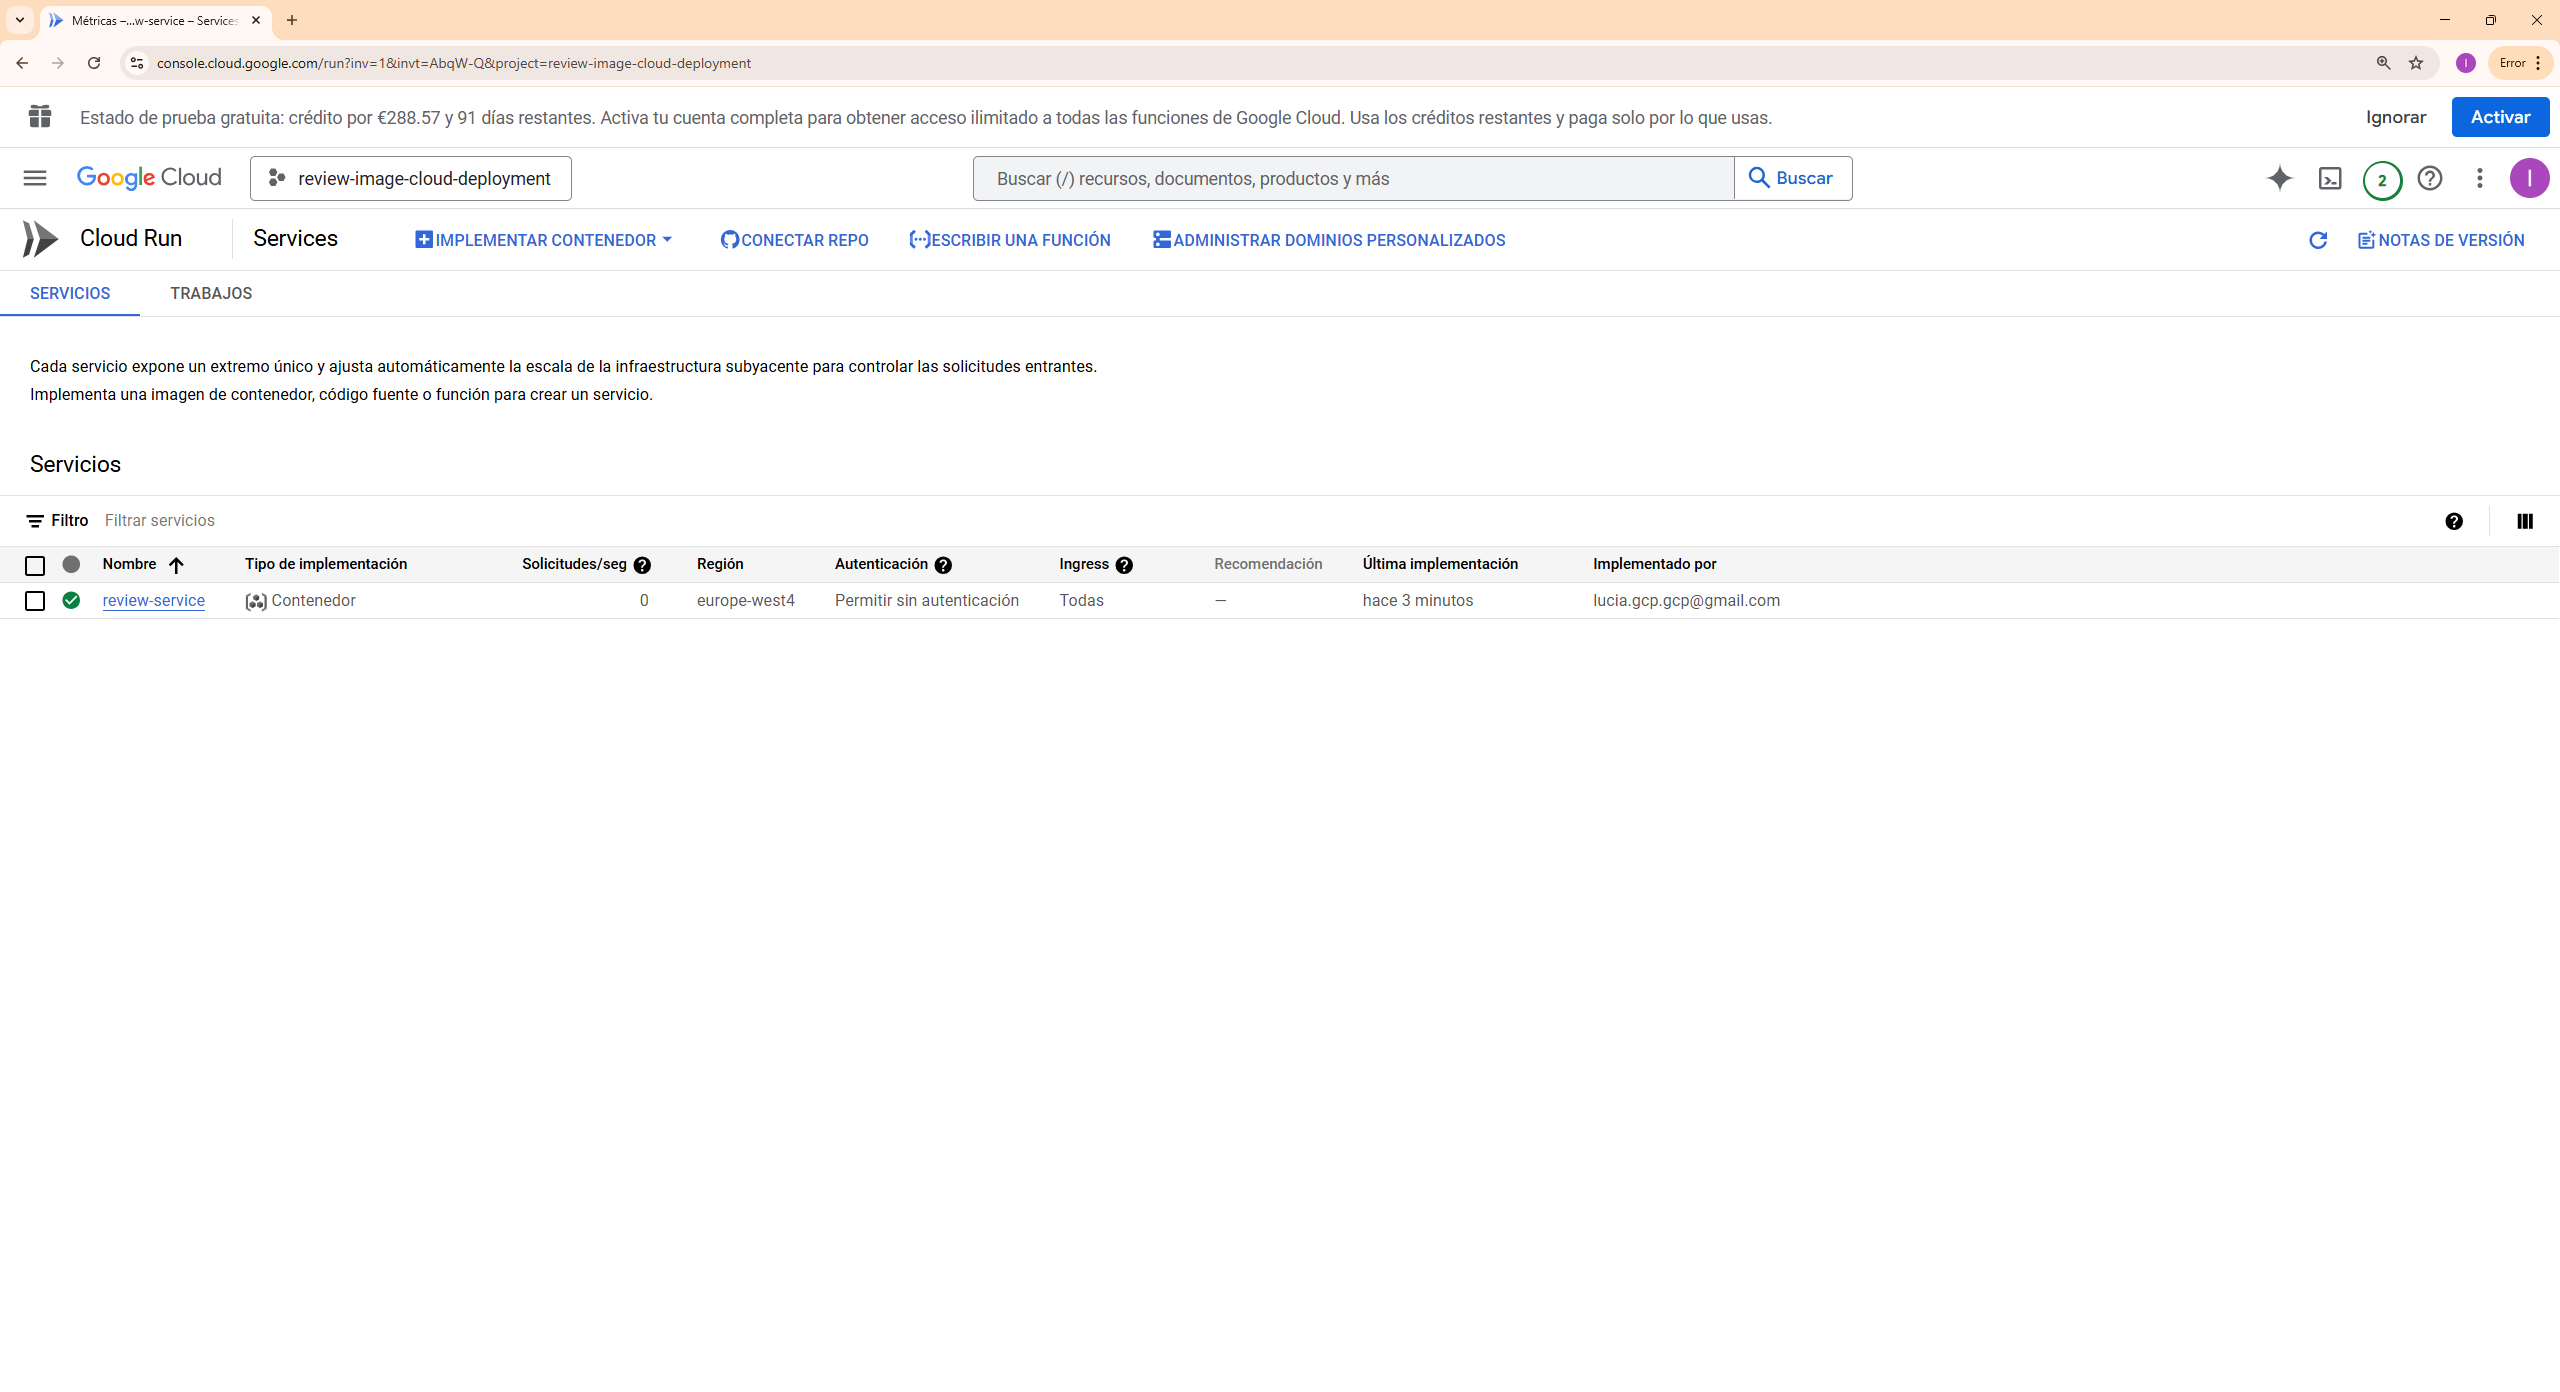 Métricas –...w-service – Services
console.cloud.google.com/run?inv=1&invt=AbqW-Q&project=review-image-cloud-deployment
I
Error
Estado de prueba gratuita: crédito por €288.57 y 91 días restantes. Activa tu cuenta completa para obtener acceso ilimitado a todas las funciones de Google Cloud. Usa los créditos restantes y paga solo por lo que usas.
Ignorar
Activar
Google Cloud
review-image-cloud-deployment
Buscar (/) recursos, documentos, productos y más
Buscar
2
I
Cloud Run
Services
IMPLEMENTAR CONTENEDOR
CONECTAR REPO
ESCRIBIR UNA FUNCIÓN
ADMINISTRAR DOMINIOS PERSONALIZADOS
NOTAS DE VERSIÓN
SERVICIOS
TRABAJOS
Cada servicio expone un extremo único y ajusta automáticamente la escala de la infraestructura subyacente para controlar las solicitudes entrantes.
Implementa una imagen de contenedor, código fuente o función para crear un servicio.
Servicios
Filtro Filtrar servicios
Nombre Tipo de implementación Solicitudes/seg Región Autenticación Ingress Recomendación Última implementación Implementado por
review-service Contenedor 0 europe-west4 Permitir sin autenticación Todas — hace 3 minutos lucia.gcp.gcp@gmail.com